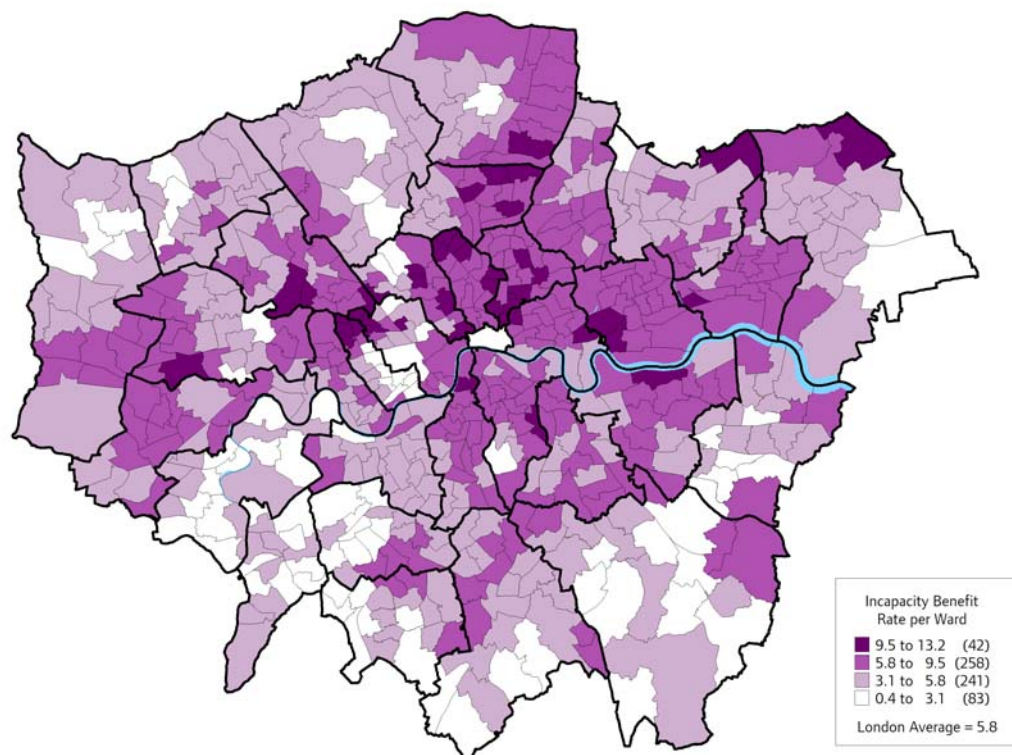 Incapacity Benefit
Rate per Ward
9.5 to 13.2 (42)
5.8 to 9.5 (258)
3.1 to 5.8 (241)
0.4 to 3.1 (83)
London Average = 5.8